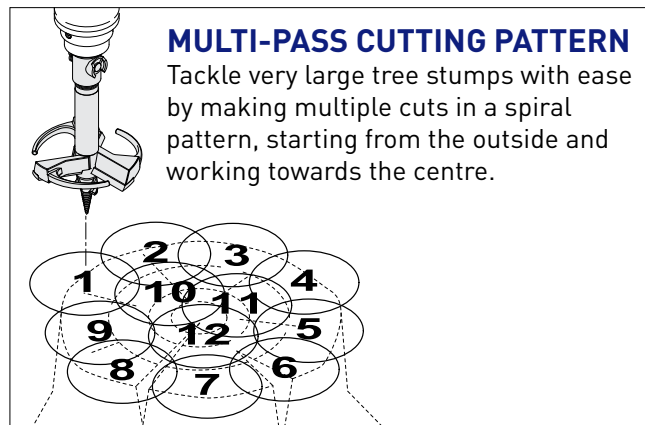 MULTI-PASS CUTTING PATTERN
Tackle very large tree stumps with ease
by making multiple cuts in a spiral
pattern, starting from the outside and
working towards the centre.
1
2
3
4
10
11
9
12
5
8
7
6